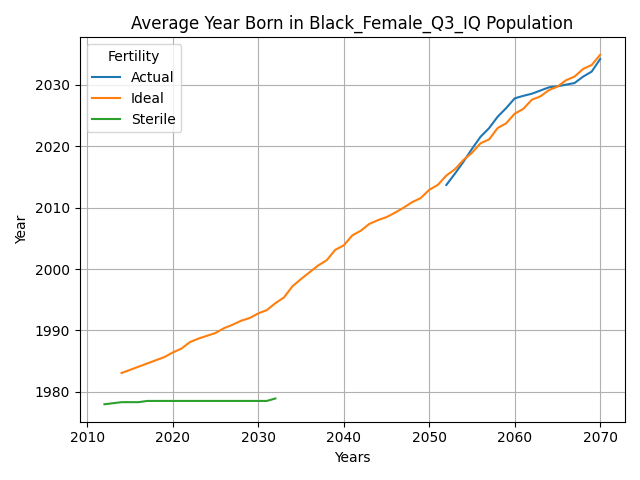 Average Year Born in Black_Female_Q3_IQ Population
Fertility
Actual
Ideal
Sterile
Year
2030
2020
2010
2000
1990
1980
2010
2020
2030
2040
2050
2060
2070
Years